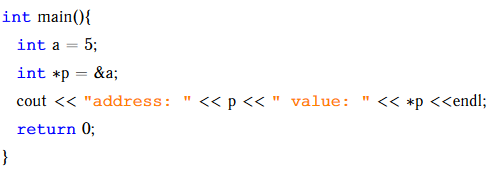 int main(){
int a = 5;
int *p = &a;
cout << "address: " << p << " value: " << *p <<endl;
return 0;
}